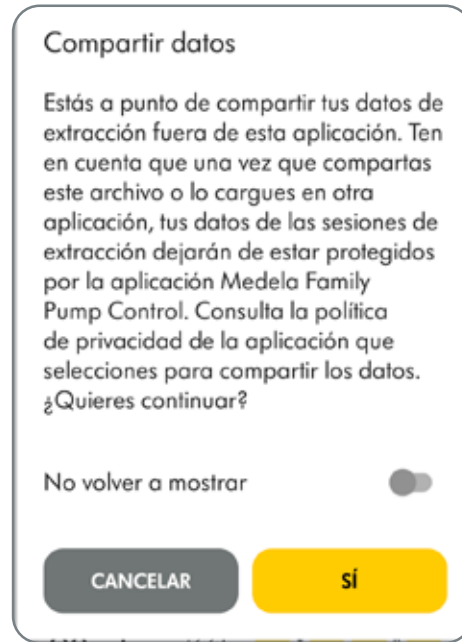 Compartir datos
Estás a punto de compartir tus datos de
extracción fuera de esta aplicación. Ten
en cuenta que una vez que compartas
este archivo o lo cargues en otra
aplicación, tus datos de las sesiones de
extracción dejarán de estar protegidos
por la aplicación Medela Family
Pump Control. Consulta la política
de privacidad de la aplicación que
selecciones para compartir los datos.
¿Quieres continuar?
No volver a mostrar
CANCELAR
SÍ